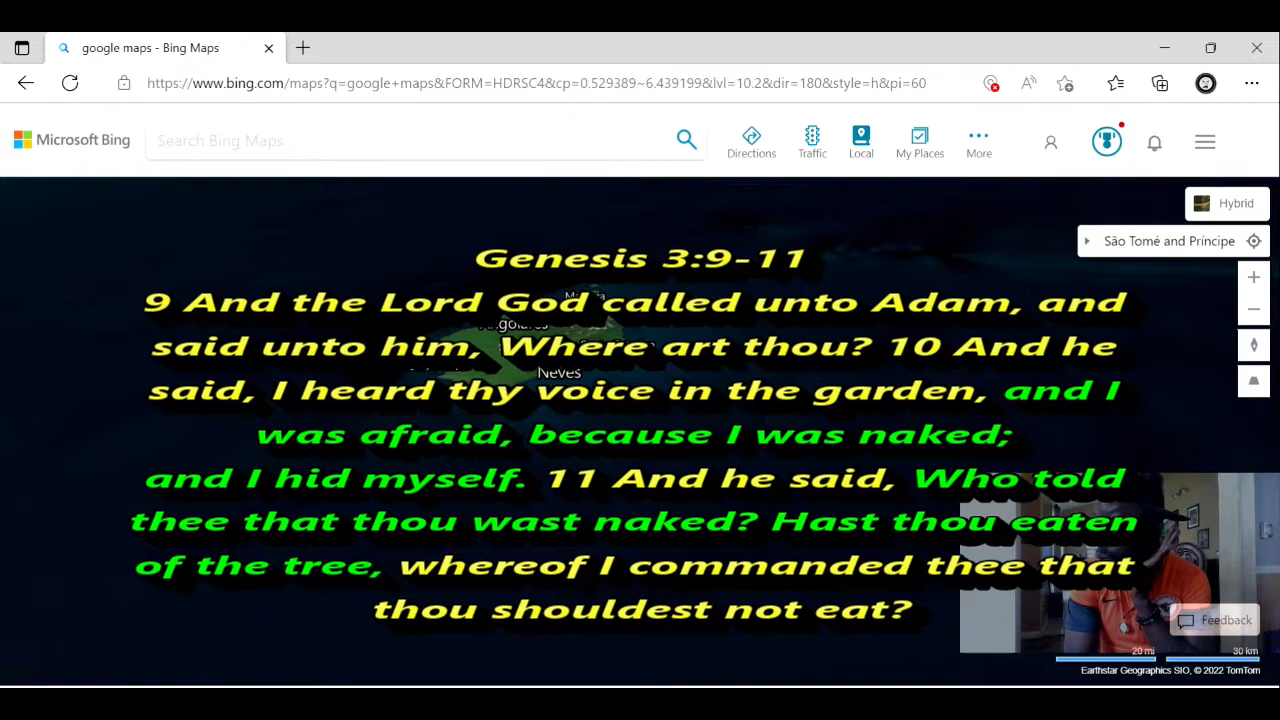 google maps - Bing Maps
https://www.bing.com/maps?q=google+maps&FORM=HDRSC4&cp=0.529389~6.439199&lvl=10.2&dir=180&style=h&pi=60
Microsoft Bing
Search Bing Maps
Directions
Traffic
Local
My Places
More
Hybrid
São Tomé and Príncipe
Genesis 3:9-11
9 And the Lord God called unto Adam, and
said unto him, Where art thou? 10 And he
said, I heard thy voice in the garden, and I
was afraid, because I was naked;
and I hid myself. 11 And he said, Who told
thee that thou wast naked? Hast thou eaten
of the tree, whereof I commanded thee that
thou shouldest not eat?
Angolares
Neves
Feedback
20 mi
30 km
Earthstar Geographics SIO, © 2022 TomTom